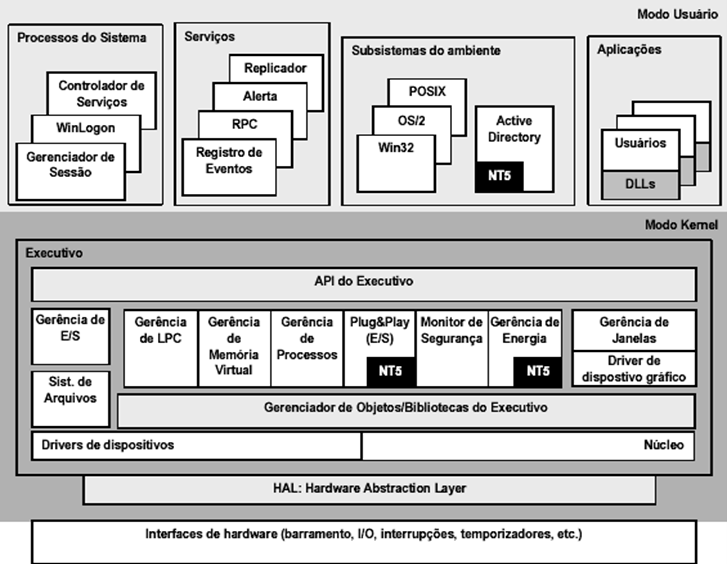 Modo Usuário
Processos do Sistema
Controlador de
Serviços
WinLogon
Gerenciador de
Sessão
Serviços
Replicador
Alerta
RPC
Registro de
Eventos
Subsistemas do ambiente
POSIX
OS/2
Win32
Active
Directory
NT5
Aplicações
Usuários
DLLs
Modo Kernel
Executivo
API do Executivo
Gerência de
E/S
Sist. de
Arquivos
Gerência
de LPC
Gerência
de
Memória
Virtual
Gerência
de
Processos
Plug&Play
(E/S)
NT5
Monitor de
Segurança
Gerência de
Energia
NT5
Gerência de
Janelas
Driver de
dispostivo gráfico
Gerenciador de Objetos/Bibliotecas do Executivo
Drivers de dispositivos
Núcleo
HAL: Hardware Abstraction Layer
Interfaces de hardware (barramento, I/O, interrupções, temporizadores, etc.)